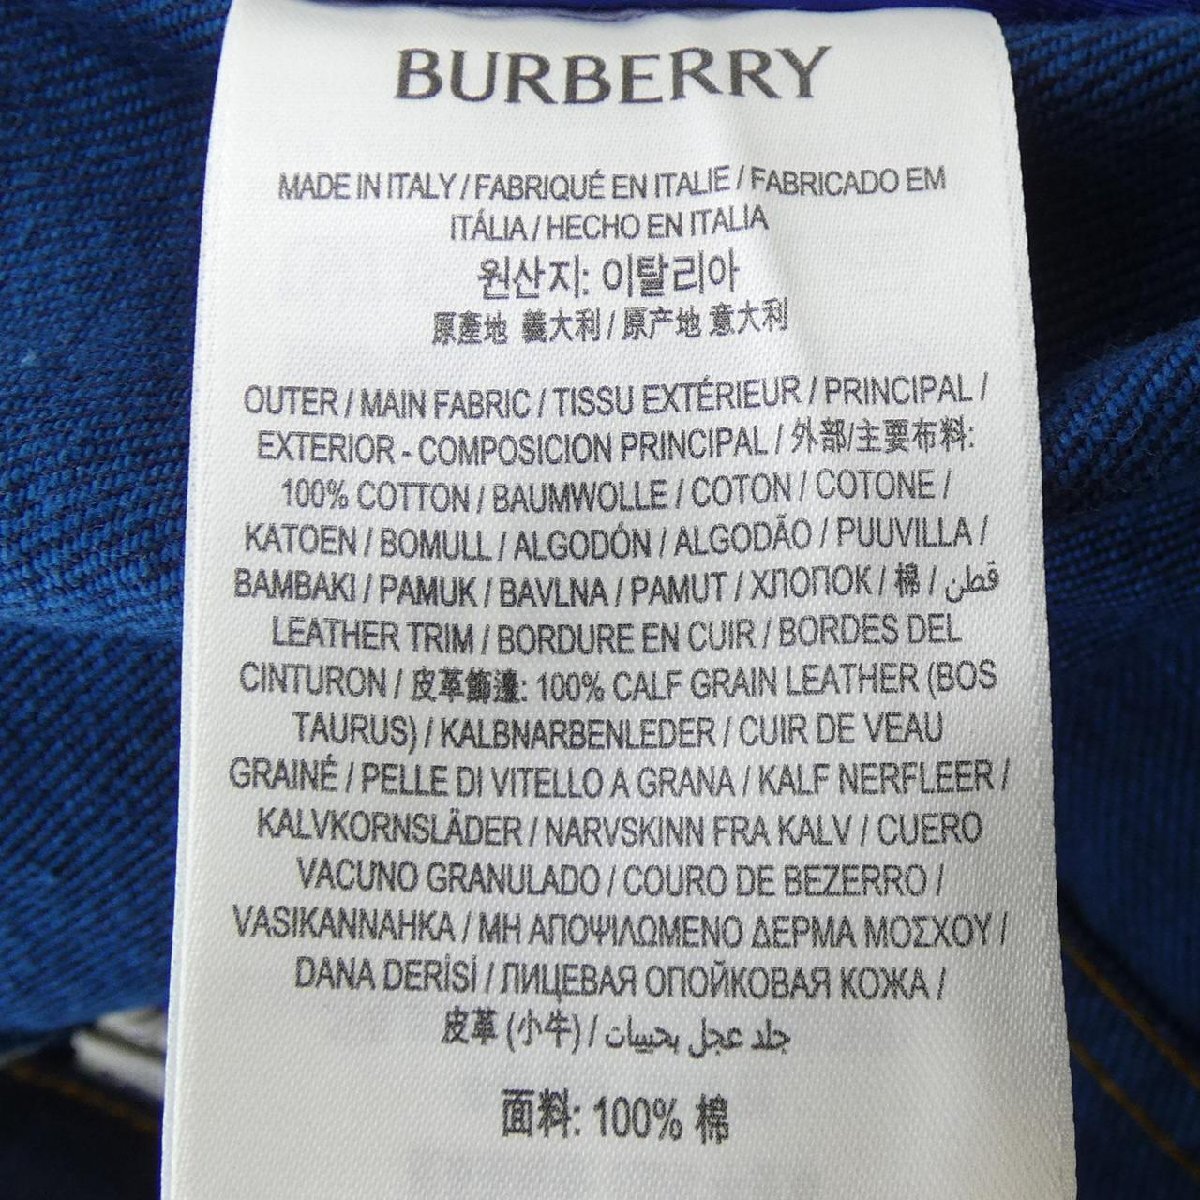 BURBERRY
MADE IN ITALY / FABRIQUÉ EN ITALIE / FABRICADO EM
ITÁLIA / HECHO EN ITALIA
원산지: 이탈리아
原產地 義大利 / 原产地 意大利
OUTER / MAIN FABRIC / TISSU EXTÉRIEUR / PRINCIPAL /
EXTERIOR - COMPOSICION PRINCIPAL / 外部/主要布料:
100% COTTON / BAUMWOLLE / COTON / COTONE /
KATOEN / BOMULL / ALGODÓN / ALGODÃO / PUUVILLA /
BAMBAKI / PAMUK / BAVLNA / PAMUT / ХЛОПОК / 棉 / قطن
LEATHER TRIM / BORDURE EN CUIR / BORDES DEL
CINTURON / 皮革飾邊: 100% CALF GRAIN LEATHER (BOS
TAURUS) / KALBNARBENLEDER / CUIR DE VEAU
GRAINÉ / PELLE DI VITELLO A GRANA / KALF NERFLEER /
KALVKORNSLÄDER / NARVSKINN FRA KALV / CUERO
VACUNO GRANULADO / COURO DE BEZERRO /
VASIKANNAHKA / ΜΗ ΑΠΟΨΙΛΩΜΕΝΟ ΔΕΡΜΑ ΜΟΣΧΟΥ /
DANA DERİSİ / ЛИЦЕВАЯ ОПОЙКОВАЯ КОЖА /
皮革 (小牛) / جلد عجل بحبيبات
面料: 100% 棉